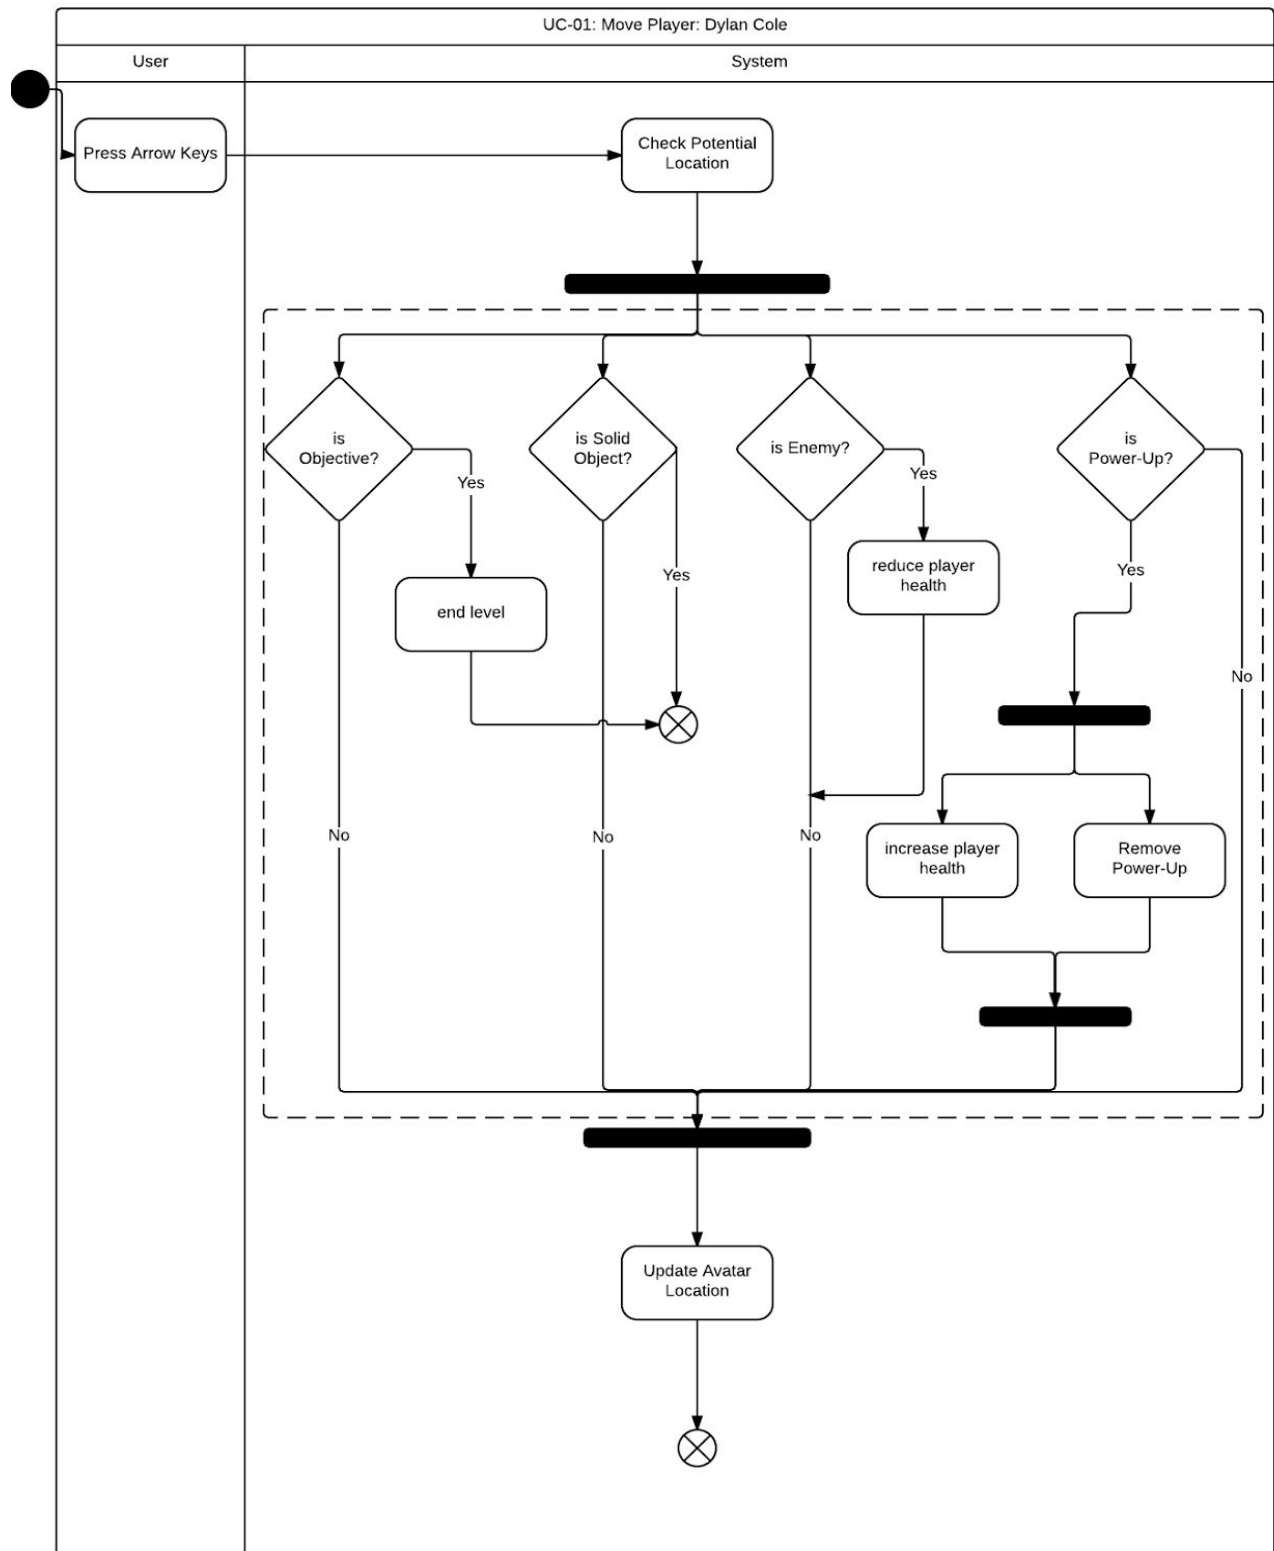 UC-01: Move Player: Dylan Cole
User
System
Press Arrow Keys
Check Potential
Location
is
Objective?
is Solid
Object?
is Enemy?
is
Power-Up?
Yes
Yes
Yes
Yes
reduce player
health
end level
No
No
No
No
increase player
health
Remove
Power-Up
Update Avatar
Location